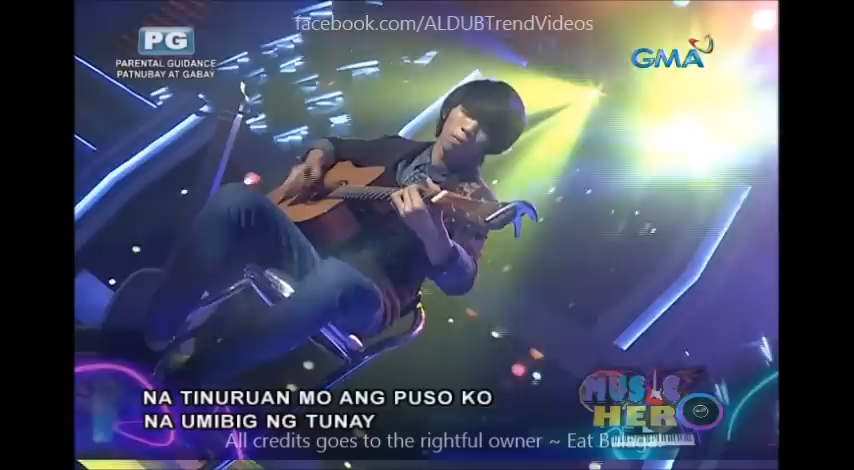 facebook.com/ALDUBTrendVideos
PG
PARENTAL GUIDANCE
PATNUBAY AT GABAY
GMA
NA TINURUAN MO ANG PUSO KO
NA UMIBIG NG TUNAY
MUSIC
HERO
All credits goes to the rightful owner ~ Eat Bulaga!